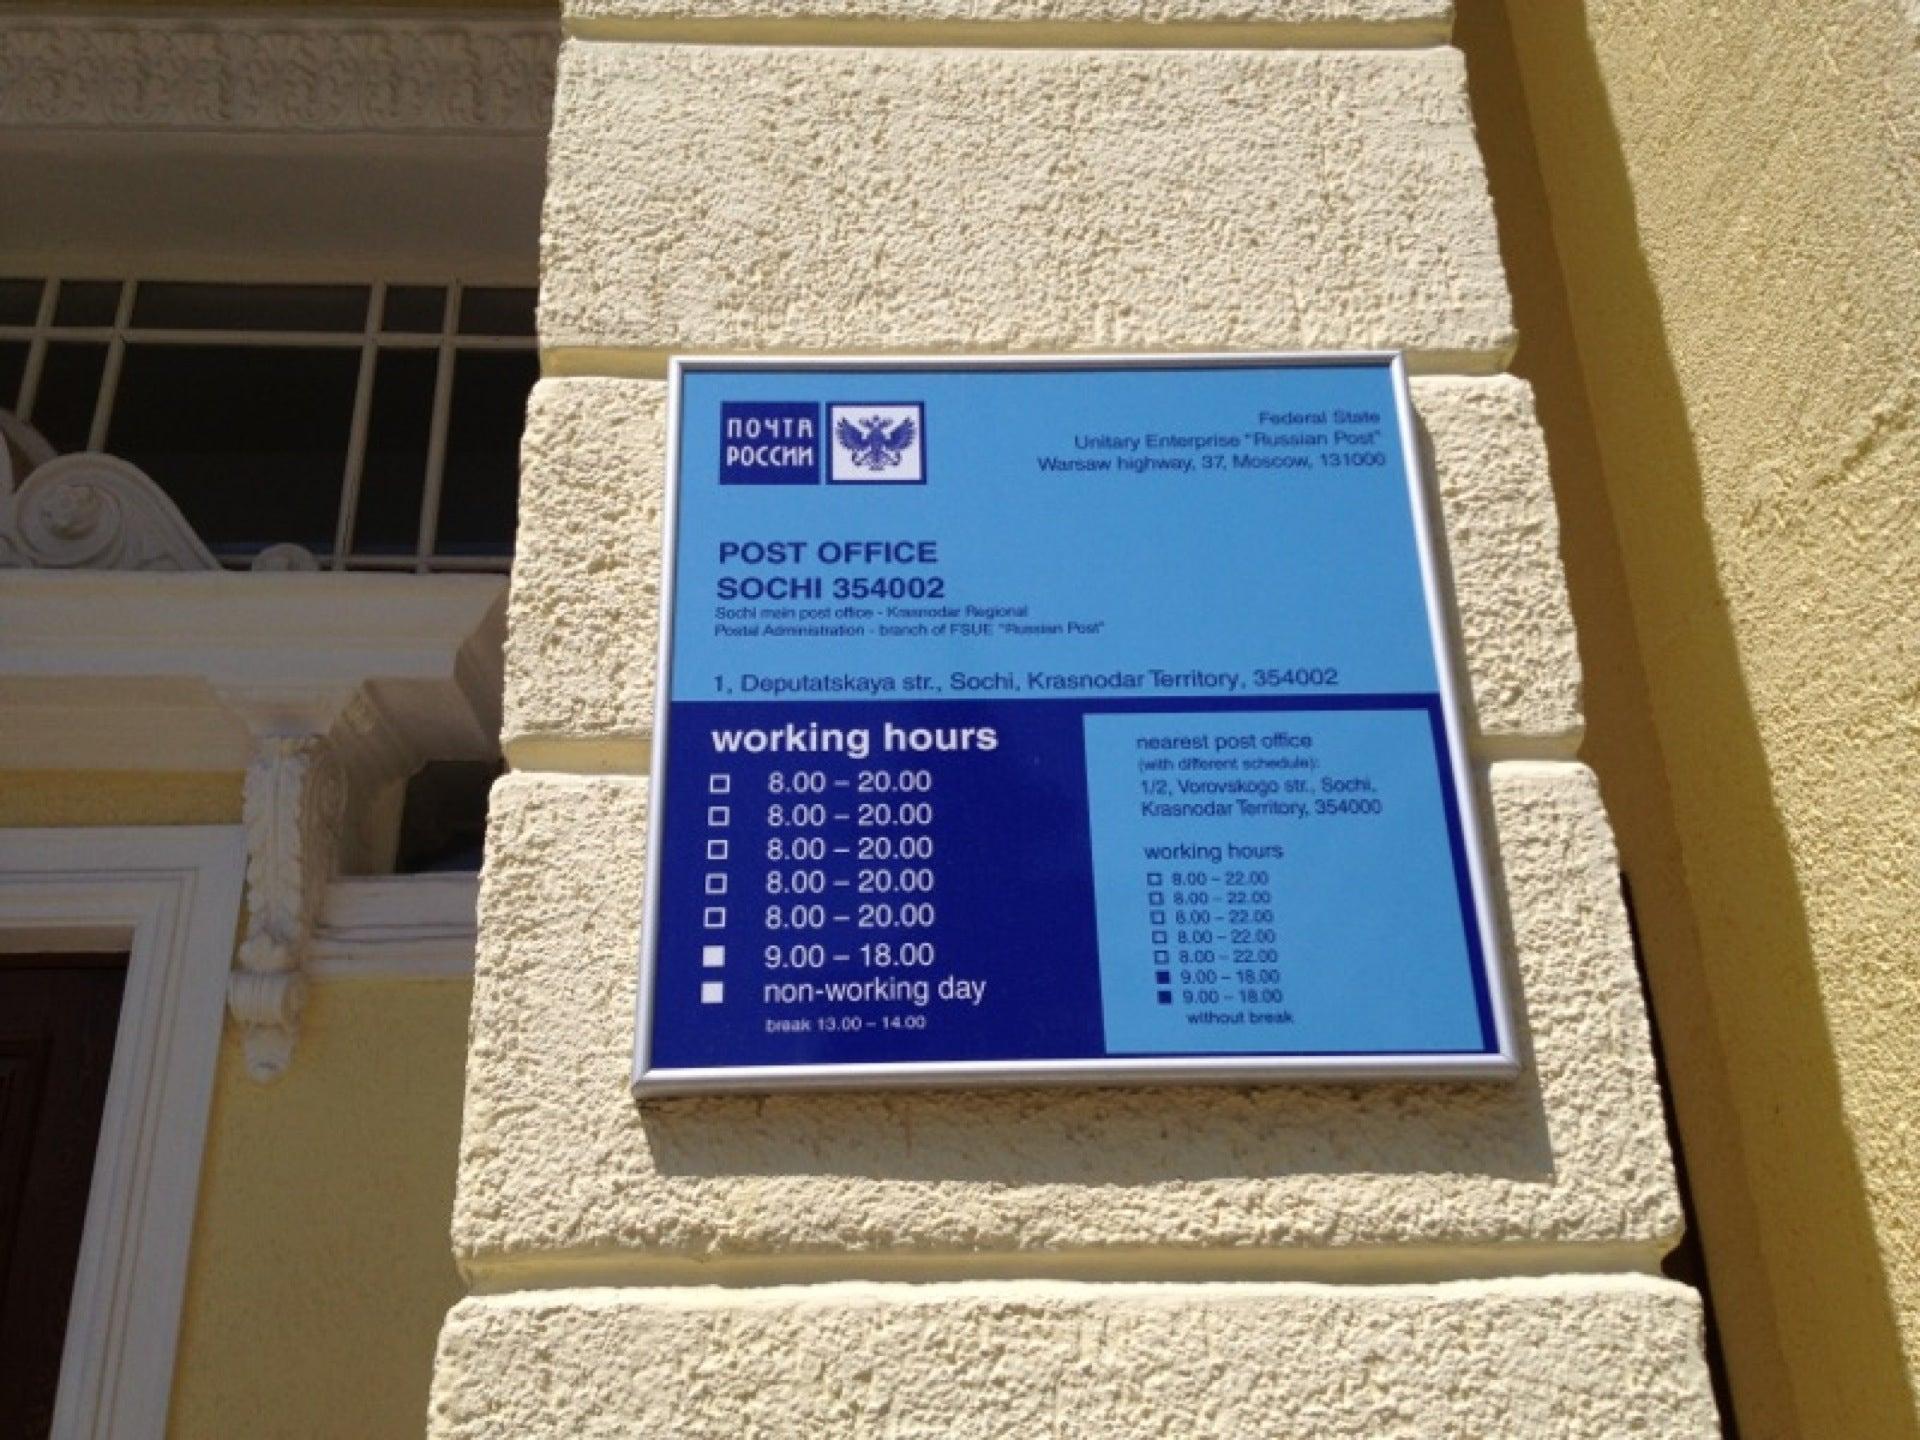 ПОЧТА
РОССИИ
Federal State
Unitary Enterprise "Russian Post"
Warsaw highway, 37, Moscow, 131000
POST OFFICE
SOCHI 354002
Sochi main post office - Krasnodar Regional
Postal Administration - branch of FSUE "Russian Post"
1, Deputatskaya str., Sochi, Krasnodar Territory, 354002
working hours
8.00 – 20.00
8.00 – 20.00
8.00 – 20.00
8.00 – 20.00
8.00 – 20.00
9.00 – 18.00
non-working day
break 13.00 – 14.00
nearest post office
(with different schedule):
1/2, Vorovskogo str., Sochi,
Krasnodar Territory, 354000
working hours
8.00 – 22.00
8.00 – 22.00
8.00 – 22.00
8.00 – 22.00
8.00 – 22.00
9.00 – 18.00
9.00 – 18.00
without break